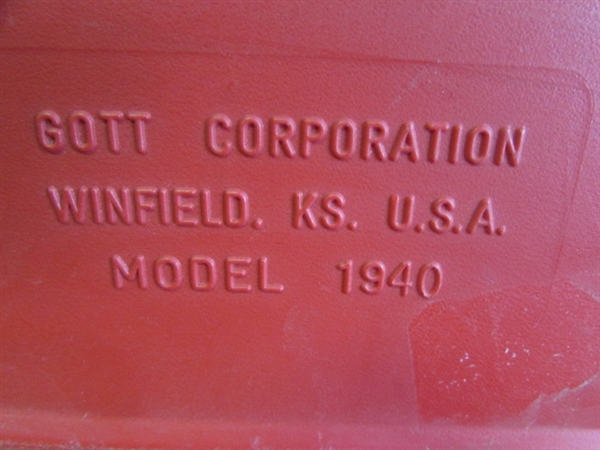 GOTT CORPORATION
WINFIELD. KS. U.S.A.
MODEL 1940